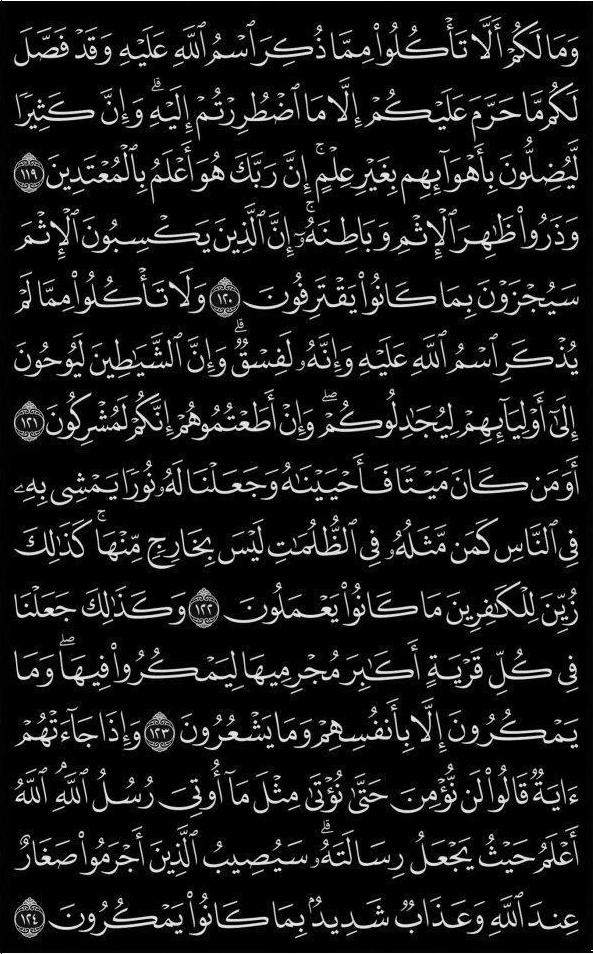 وَمَا لَكُمْ أَلَّا تَأْكُلُوا۟ مِمَّا ذُكِرَ ٱسْمُ ٱللَّهِ عَلَيْهِ وَقَدْ فَصَّلَ
لَكُم مَّا حَرَّمَ عَلَيْكُمْ إِلَّا مَا ٱضْطُرِرْتُمْ إِلَيْهِ ۗ وَإِنَّ كَثِيرًا
لَّيُضِلُّونَ بِأَهْوَآئِهِم بِغَيْرِ عِلْمٍ ۚ إِنَّ رَبَّكَ هُوَ أَعْلَمُ بِٱلْمُعْتَدِينَ ١١٩
وَذَرُوا۟ ظَـٰهِرَ ٱلْإِثْمِ وَبَاطِنَهُۥٓ ۚ إِنَّ ٱلَّذِينَ يَكْسِبُونَ ٱلْإِثْمَ
سَيُجْزَوْنَ بِمَا كَانُوا۟ يَقْتَرِفُونَ ١٢٠ وَلَا تَأْكُلُوا۟ مِمَّا لَمْ
يُذْكَرِ ٱسْمُ ٱللَّهِ عَلَيْهِ وَإِنَّهُۥ لَفِسْقٌ ۗ وَإِنَّ ٱلشَّيَـٰطِينَ لَيُوحُونَ
إِلَىٰٓ أَوْلِيَآئِهِمْ لِيُجَـٰدِلُوكُمْ ۖ وَإِنْ أَطَعْتُمُوهُمْ إِنَّكُمْ لَمُشْرِكُونَ ١٢١
أَوَمَن كَانَ مَيْتًا فَأَحْيَيْنَـٰهُ وَجَعَلْنَا لَهُۥ نُورًا يَمْشِى بِهِۦ
فِى ٱلنَّاسِ كَمَن مَّثَلُهُۥ فِى ٱلظُّلُمَـٰتِ لَيْسَ بِخَارِجٍ مِّنْهَا ۚ كَذَٰلِكَ
زُيِّنَ لِلْكَـٰفِرِينَ مَا كَانُوا۟ يَعْمَلُونَ ١٢٢ وَكَذَٰلِكَ جَعَلْنَا
فِى كُلِّ قَرْيَةٍ أَكَـٰبِرَ مُجْرِمِيهَا لِيَمْكُرُوا۟ فِيهَا ۖ وَمَا
يَمْكُرُونَ إِلَّا بِأَنفُسِهِمْ وَمَا يَشْعُرُونَ ١٢٣ وَإِذَا جَآءَتْهُمْ
ءَايَةٌ قَالُوا۟ لَن نُّؤْمِنَ حَتَّىٰ نُؤْتَىٰ مِثْلَ مَآ أُوتِىَ رُسُلُ ٱللَّهِ ۘ ٱللَّهُ
أَعْلَمُ حَيْثُ يَجْعَلُ رِسَالَتَهُۥ ۗ سَيُصِيبُ ٱلَّذِينَ أَجْرَمُوا۟ صَغَارٌ
عِندَ ٱللَّهِ وَعَذَابٌ شَدِيدٌۢ بِمَا كَانُوا۟ يَمْكُرُونَ ١٢٤